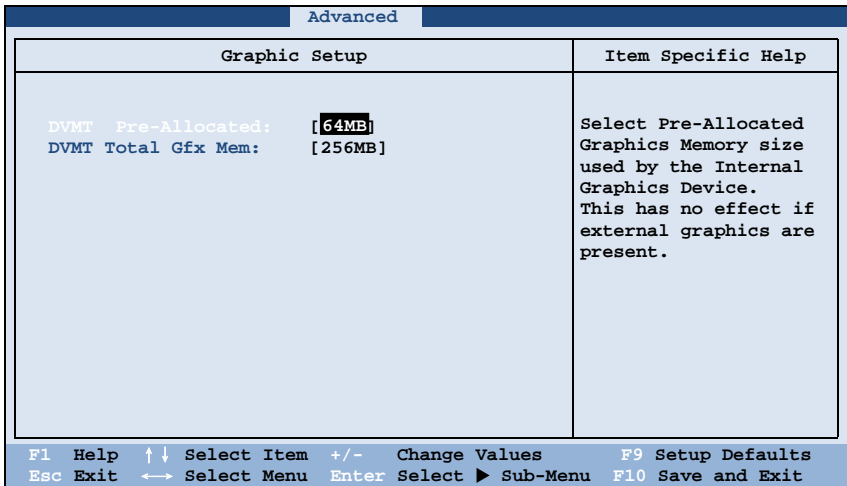 Advanced
Graphic Setup
Item Specific Help
DVMT Pre-Allocated: [64MB]
DVMT Total Gfx Mem: [256MB]
Select Pre-Allocated
Graphics Memory size
used by the Internal
Graphics Device.
This has no effect if
external graphics are
present.
F1 Help ↑↓ Select Item +/- Change Values F9 Setup Defaults
Esc Exit ←→ Select Menu Enter Select ▶ Sub-Menu F10 Save and Exit